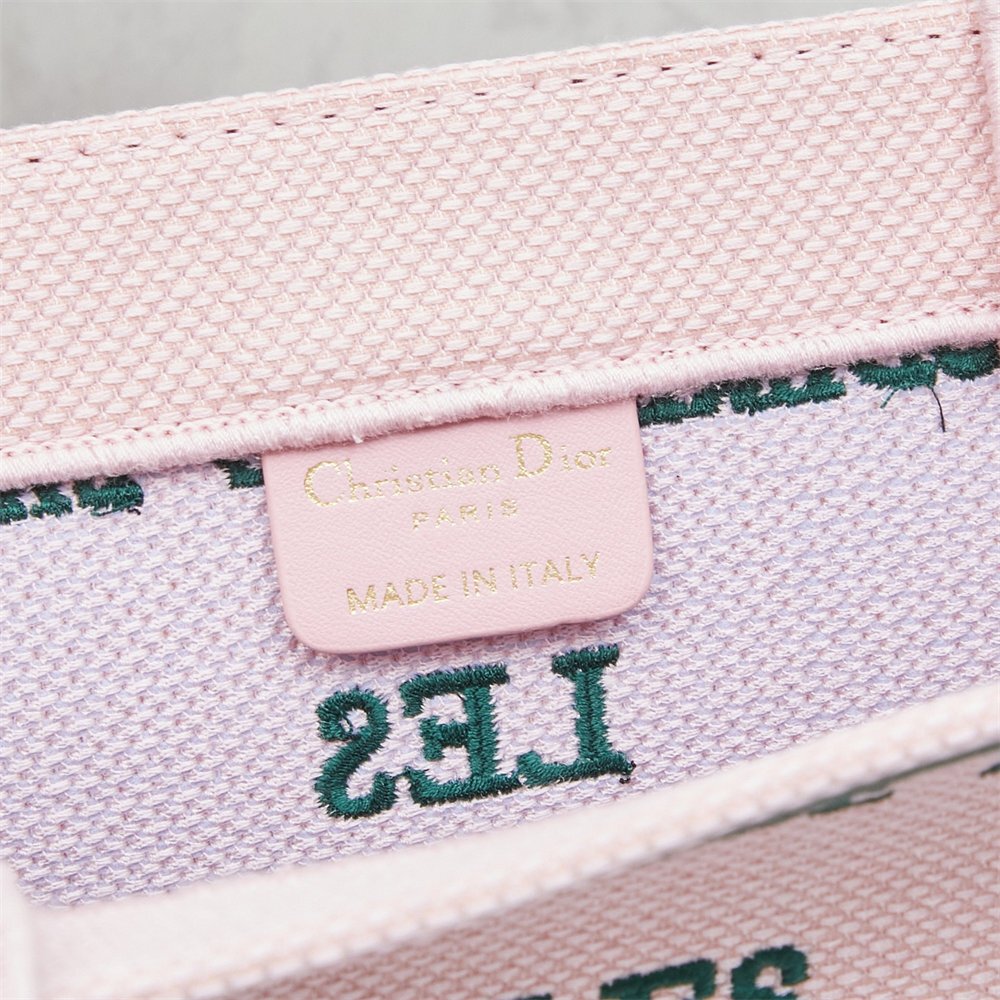 Christian Dior
PARIS
MADE IN ITALY
LES